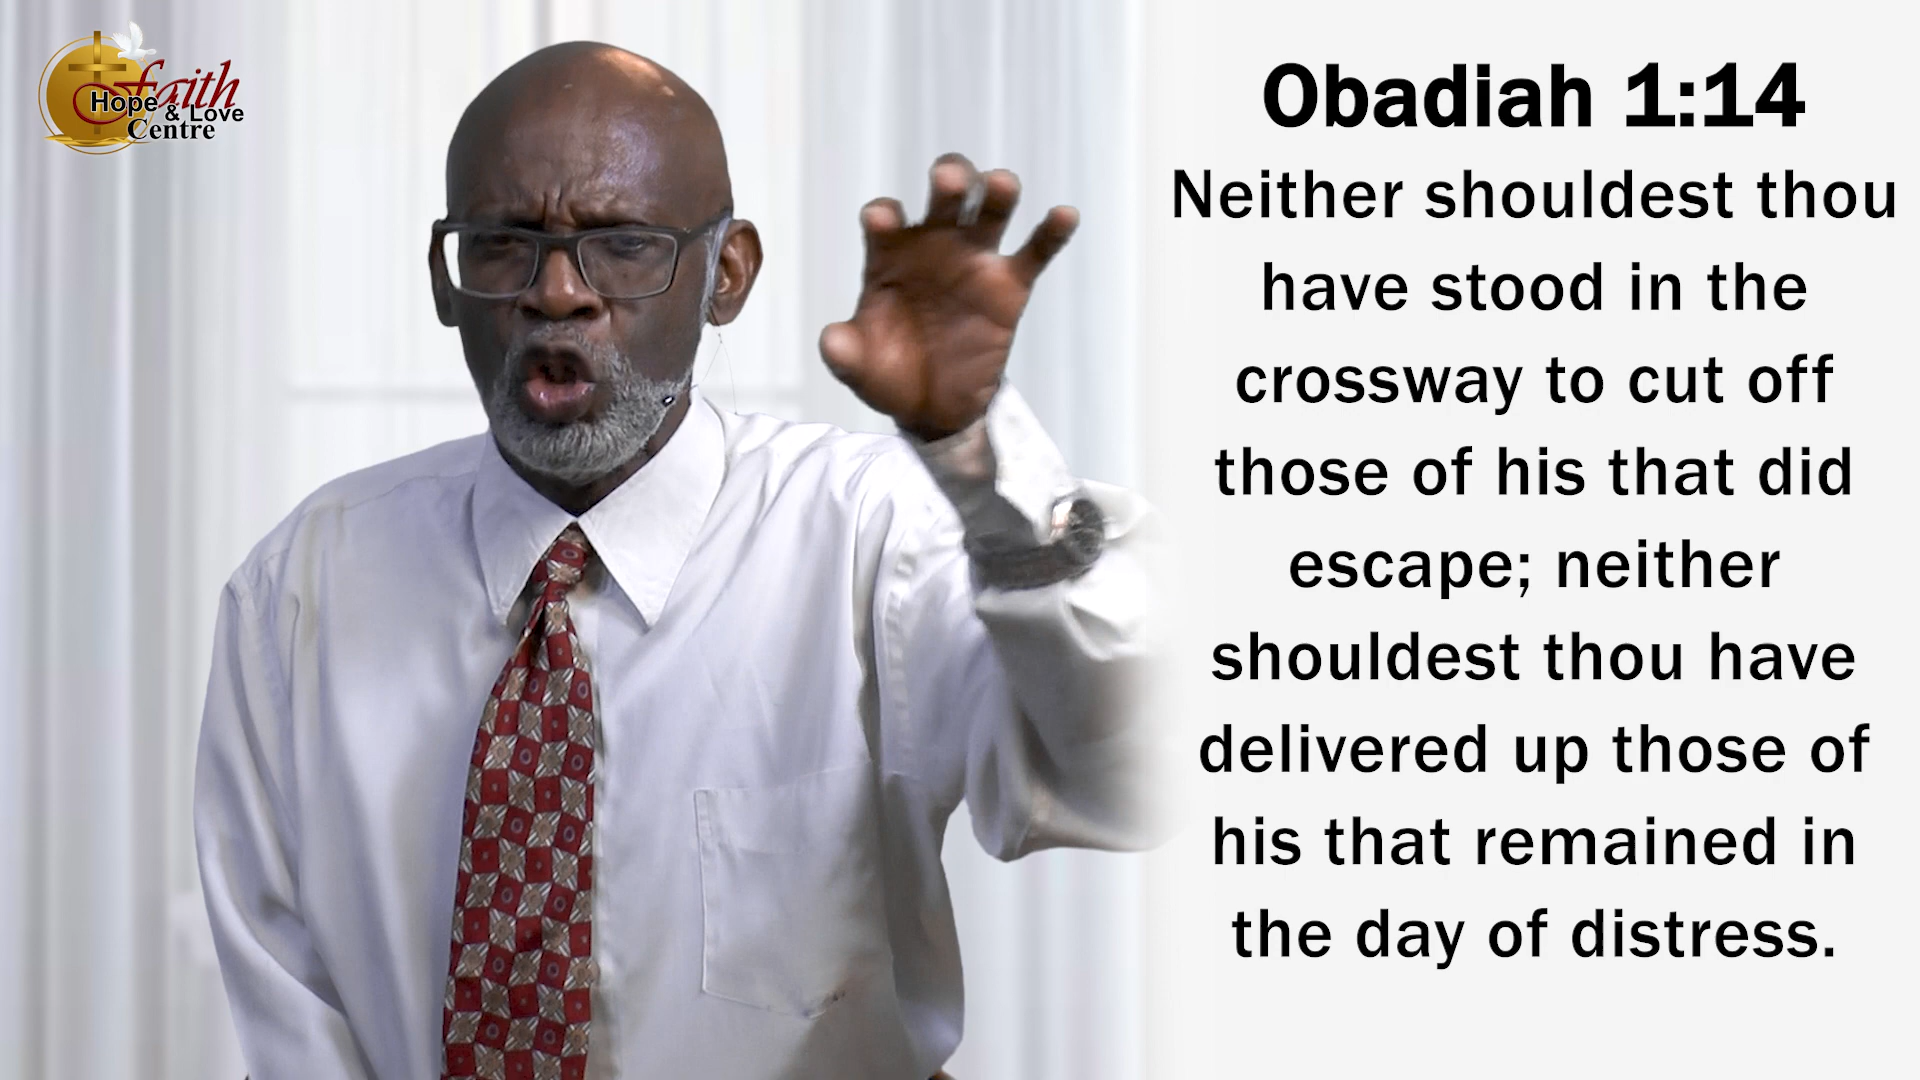 faith
Hope & Love
Centre
Obadiah 1:14
Neither shouldest thou
have stood in the
crossway to cut off
those of his that did
escape; neither
shouldest thou have
delivered up those of
his that remained in
the day of distress.